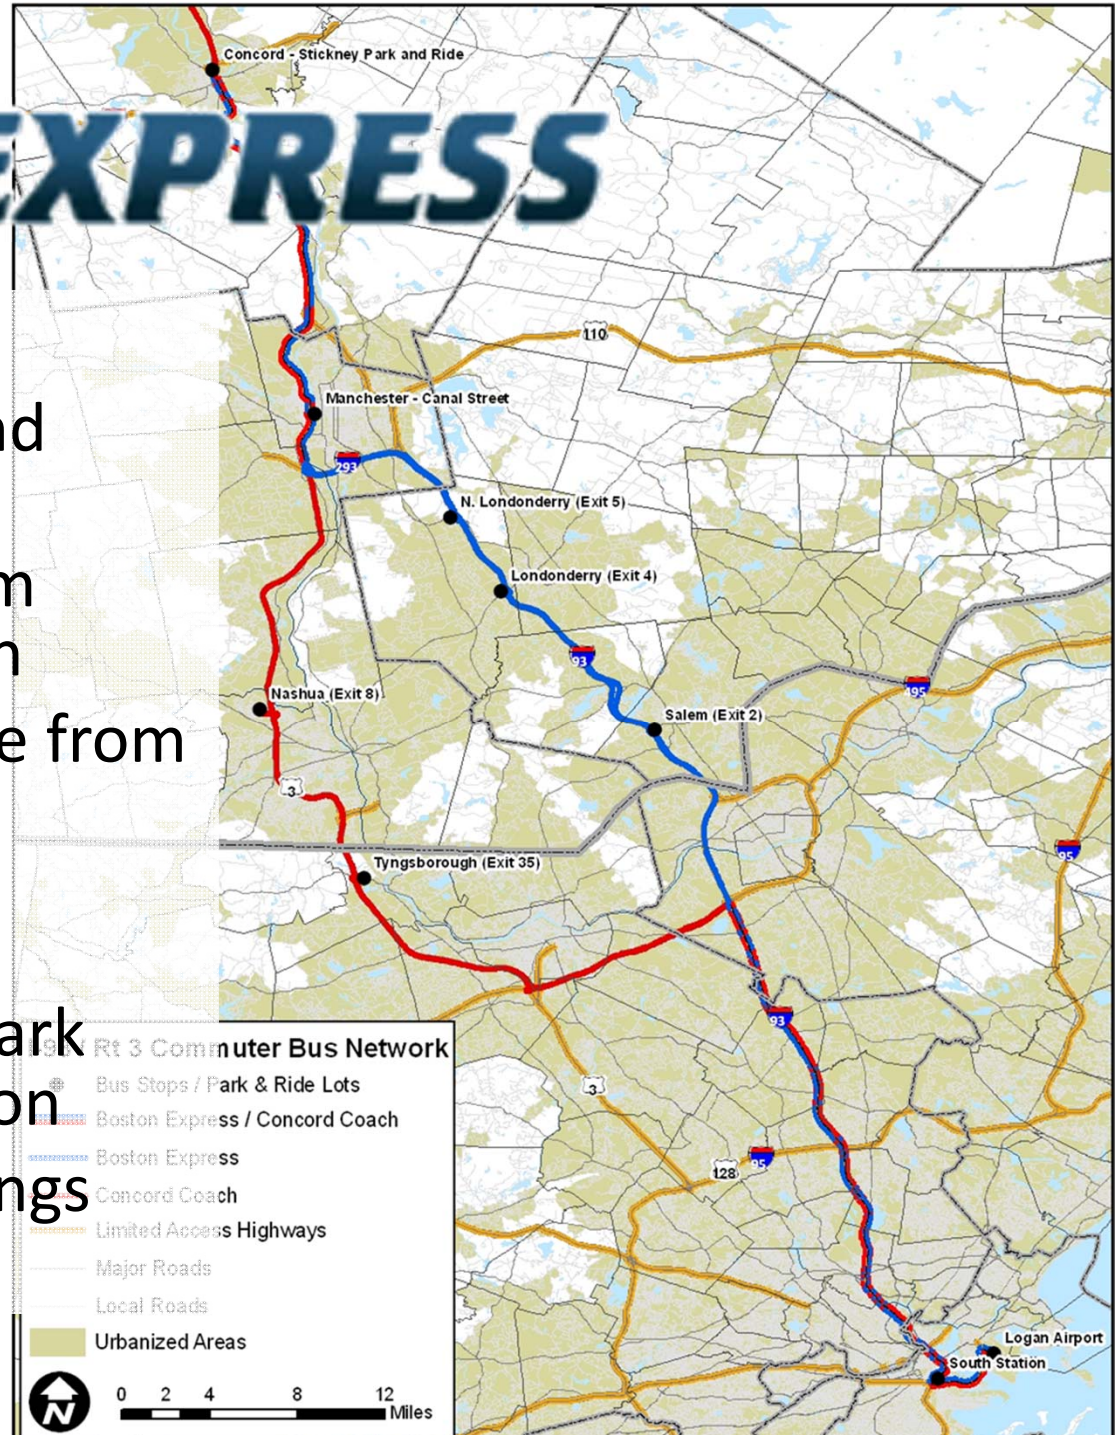 Concord - Stickney Park and Ride
EXPRESS
110
Manchester - Canal Street
nd
293
N. Londonderry (Exit 5)
Londonderry (Exit 4)
m
n
93
495
Nashua (Exit 8)
Salem (Exit 2)
e from
3
95
Tyngsborough (Exit 35)
93
ark
on
ngs
Rt 3 Commuter Bus Network
Bus Stops / Park & Ride Lots
Boston Express / Concord Coach
Boston Express
Concord Coach
Limited Access Highways
Major Roads
Local Roads
Urbanized Areas
N
0 2 4 8 12
Miles
3
95
128
Logan Airport
South Station